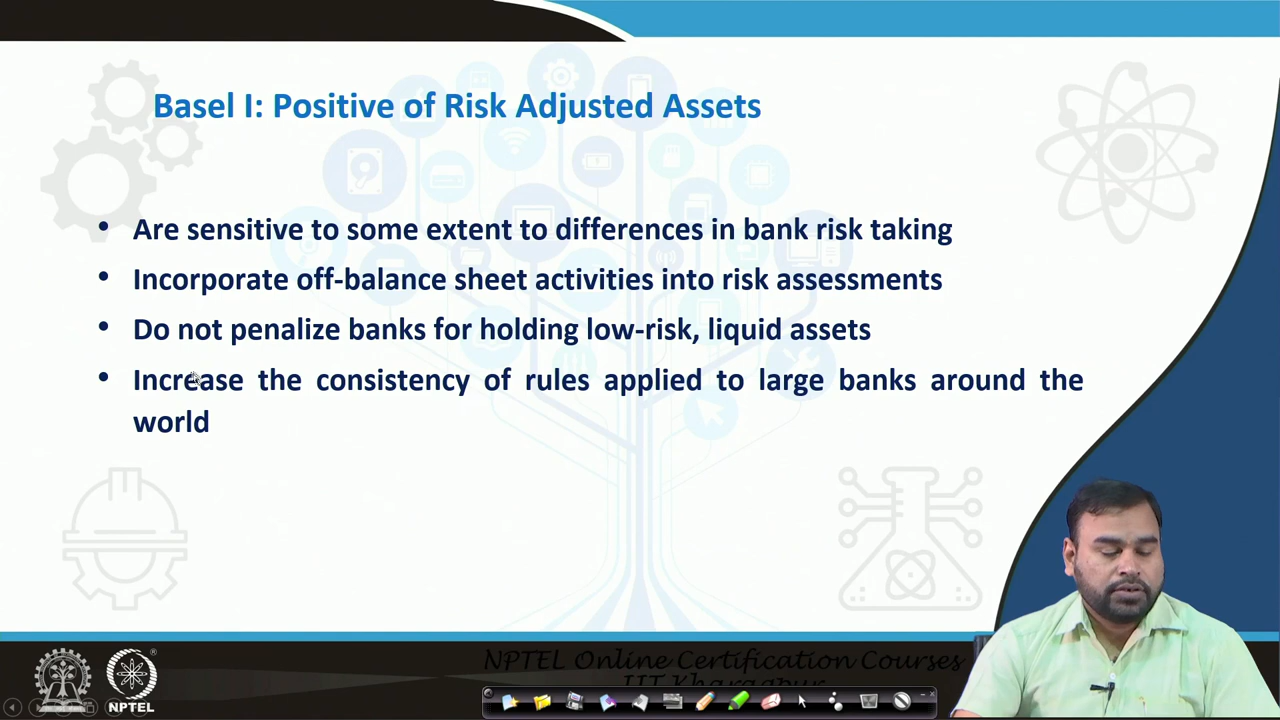 Basel I: Positive of Risk Adjusted Assets
• Are sensitive to some extent to differences in bank risk taking
• Incorporate off-balance sheet activities into risk assessments
• Do not penalize banks for holding low-risk, liquid assets
• Increase the consistency of rules applied to large banks around the
world
NPTEL Online Certification Courses
IIT Kharagpur
NPTEL